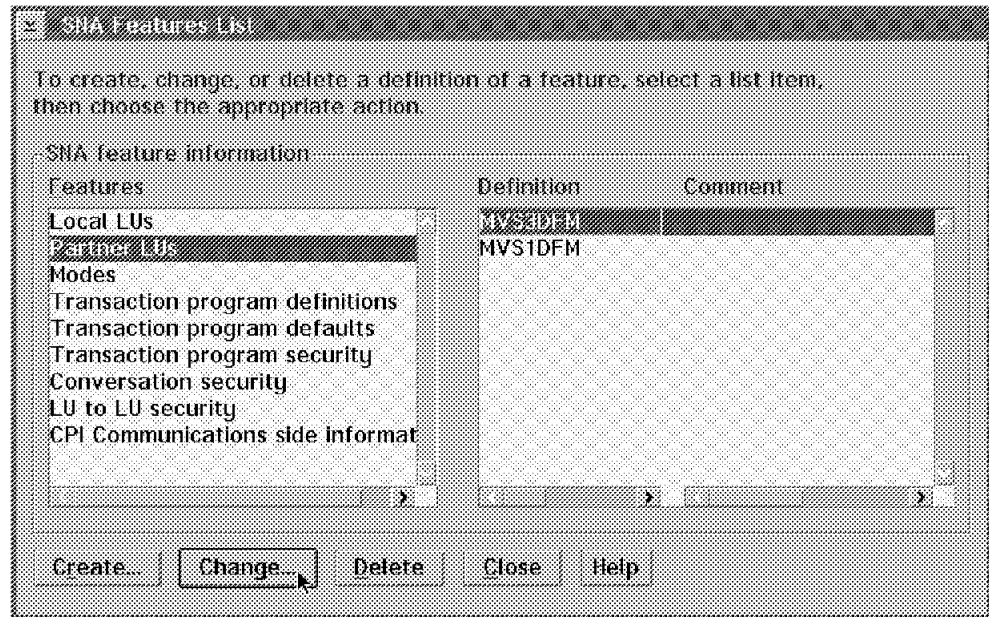 SNA Features List
To create, change, or delete a definition of a feature, select a list item,
then choose the appropriate action.
SNA feature information
Features
Definition Comment
Local LUs
Partner LUs
Modes
Transaction program definitions
Transaction program defaults
Transaction program security
Conversation security
LU to LU security
CPI Communications side informat
MVS3DFM
MVS1DFM
Create... Change... Delete Close Help